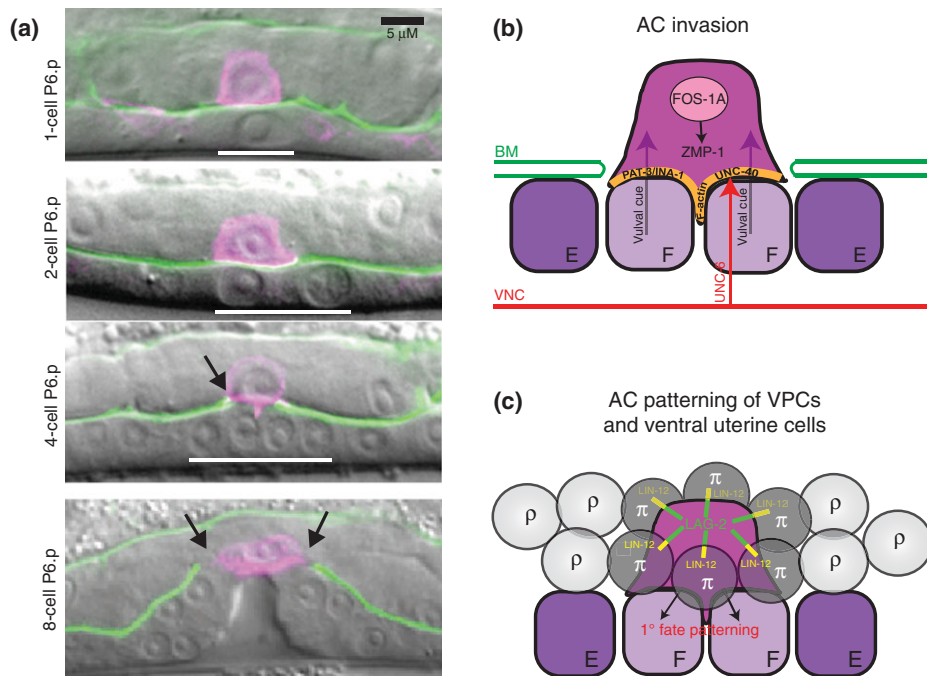 (a)
5 µM
1-cell P6.p
2-cell P6.p
4-cell P6.p
8-cell P6.p
(b)
AC invasion
FOS-1A
ZMP-1
BM
PAT-3/INA-1
UNC-40
F-actin
Vulval cue
Vulval cue
E
F
F
E
UNC-6
VNC
(c)
AC patterning of VPCs
and ventral uterine cells
π
LIN-12
LIN-12
LIN-12
ρ
ρ
π
π
ρ
LAG-2
ρ
ρ
LIN-12
LIN-12
LIN-12
ρ
π
π
π
ρ
1° fate patterning
E
F
F
E